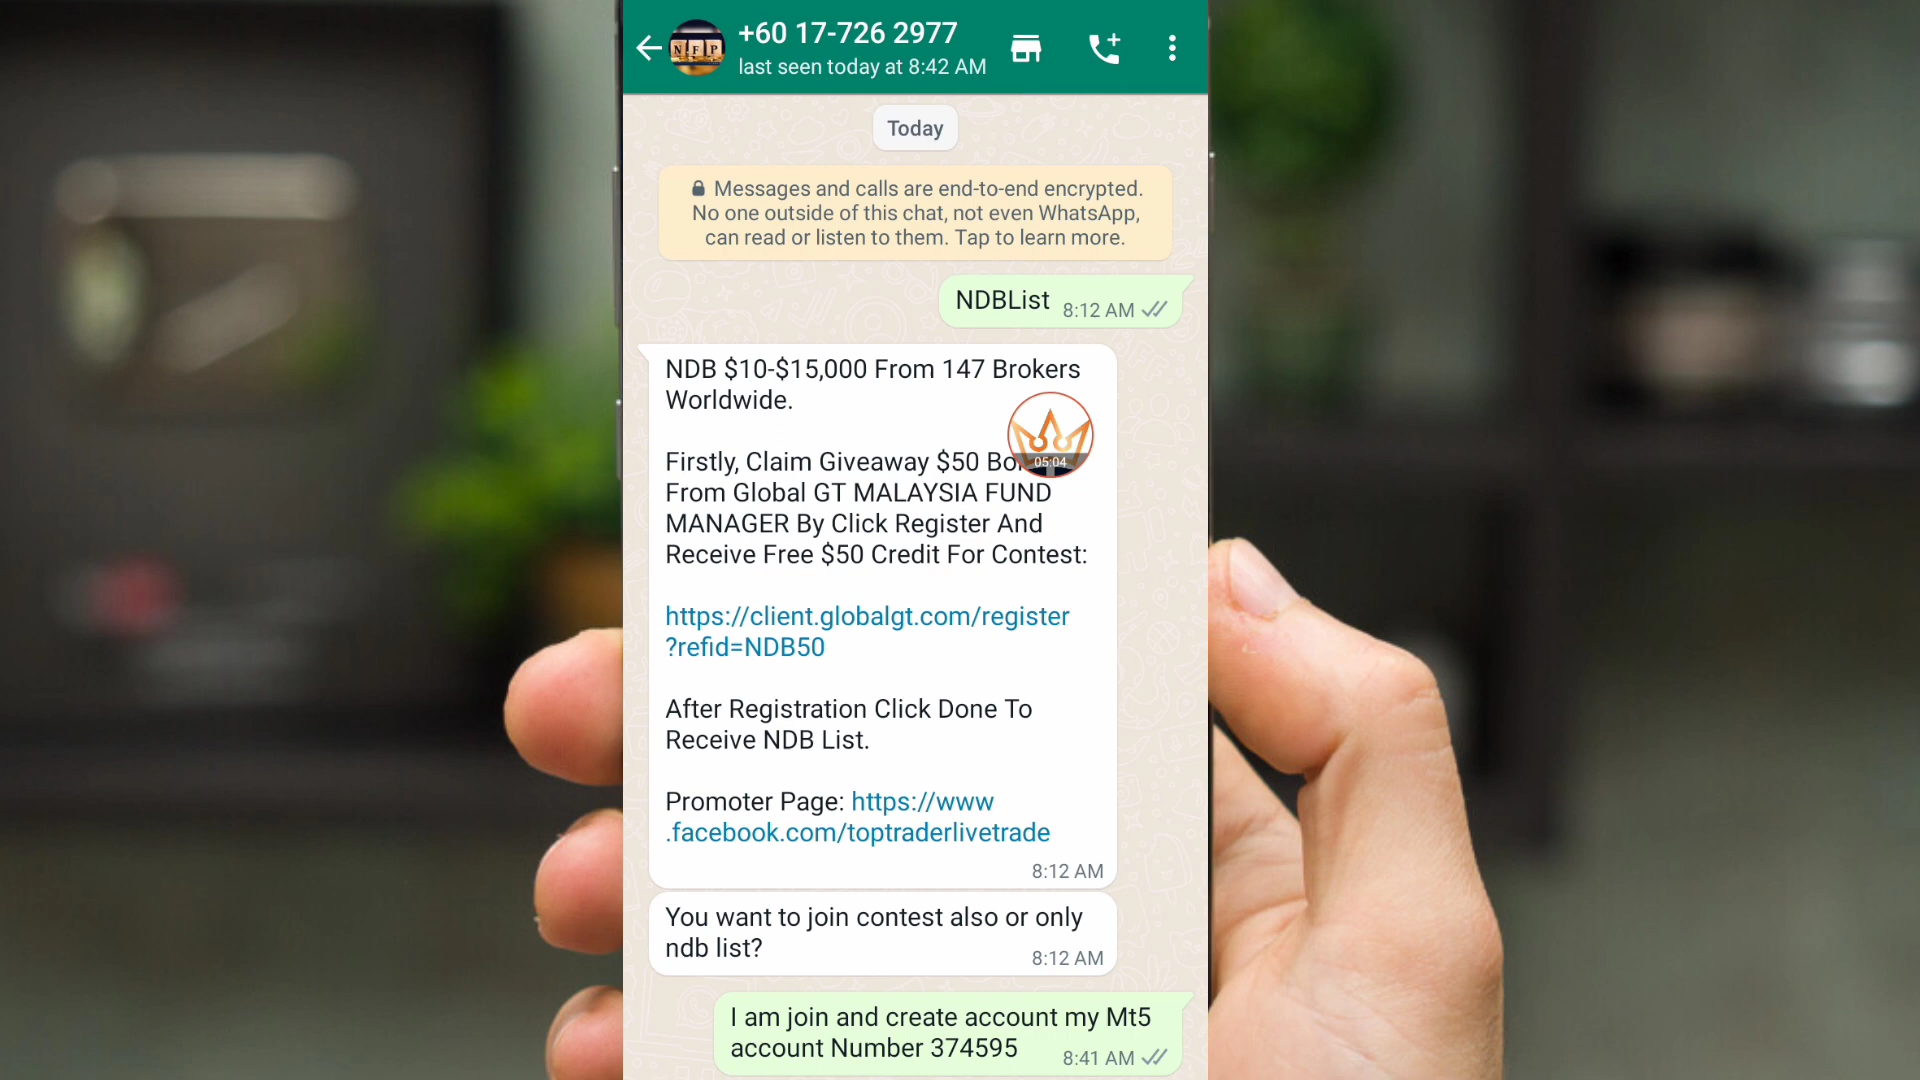 +60 17-726 2977
last seen today at 8:42 AM
NFP
Today
Messages and calls are end-to-end encrypted.
No one outside of this chat, not even WhatsApp,
can read or listen to them. Tap to learn more.
NDBList 8:12 AM
NDB $10-$15,000 From 147 Brokers
Worldwide.
Firstly, Claim Giveaway $50
From Global GT MALAYSIA FUND
MANAGER By Click Register And
Receive Free $50 Credit For Contest:
05:04
https://client.globalgt.com/register
?refid=NDB50
After Registration Click Done To
Receive NDB List.
Promoter Page: https://www
.facebook.com/toptraderlivetrade
8:12 AM
You want to join contest also or only
ndb list?
8:12 AM
I am join and create account my Mt5
account Number 374595
8:41 AM